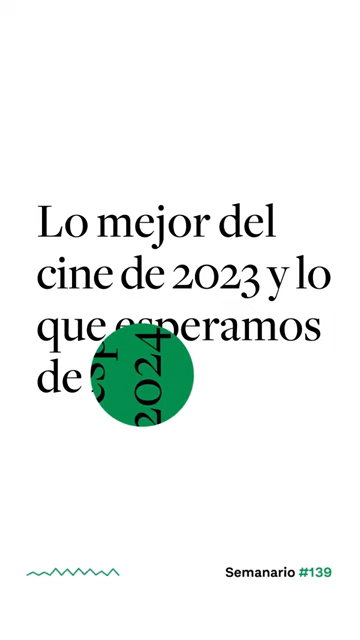 Lo mejor del
cine de 2023 y lo
que esperamos
de 2024
Semanario #139